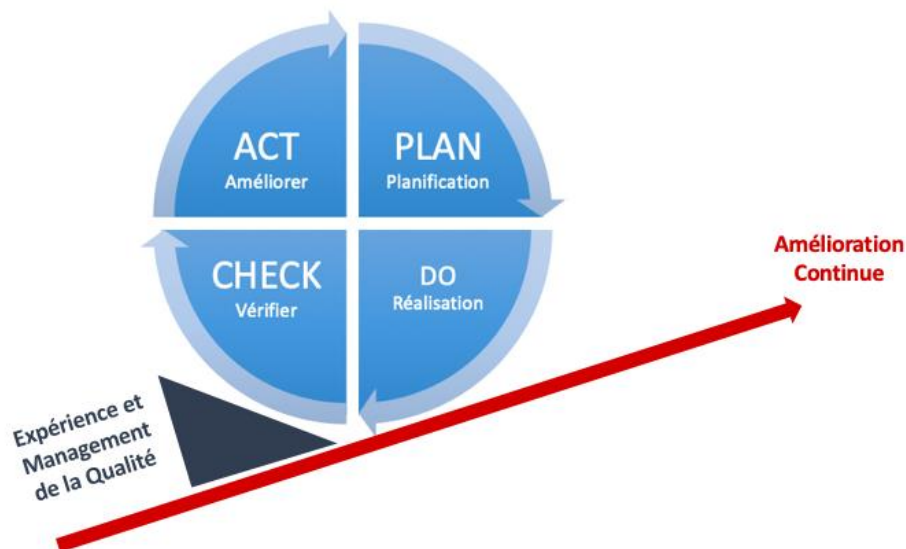 ACT
Améliorer
PLAN
Planification
CHECK
Vérifier
DO
Réalisation
Amélioration
Continue
Expérience et
Management
de la Qualité